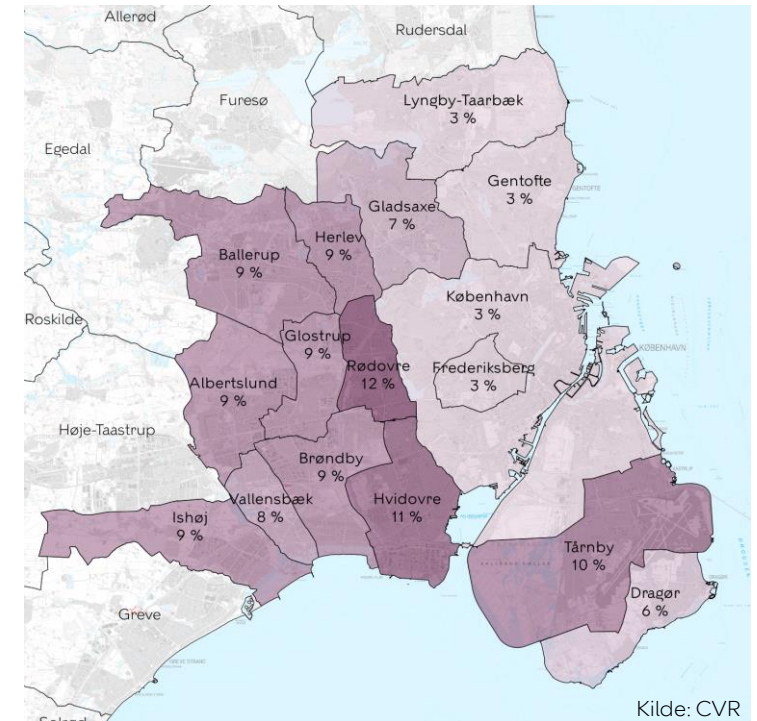 Allerød
Rudersdal
Furesø
Lyngby-Taarbæk
3 %
Egedal
Gentofte
3 %
GENTOFTE
Gladsaxe
7 %
Herlev
9 %
Ballerup
9 %
København
3 %
Roskilde
Glostrup
9 %
KØBENHAVN
Rødovre
12 %
Frederiksberg
3 %
Albertslund
9 %
Høje-Taastrup
Brøndby
9 %
Vallensbæk
8 %
Hvidovre
11 %
Ishøj
9 %
Tårnby
10 %
Dragør
6 %
Greve
Kilde: CVR